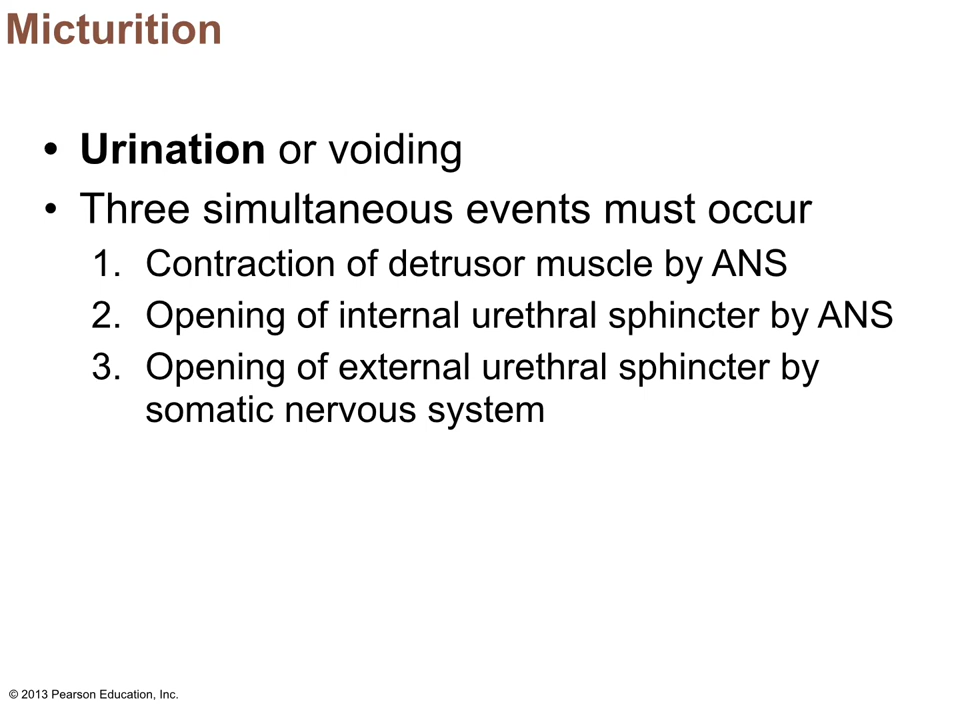 Micturition
• Urination or voiding
• Three simultaneous events must occur
1. Contraction of detrusor muscle by ANS
2. Opening of internal urethral sphincter by ANS
3. Opening of external urethral sphincter by
somatic nervous system
© 2013 Pearson Education, Inc.